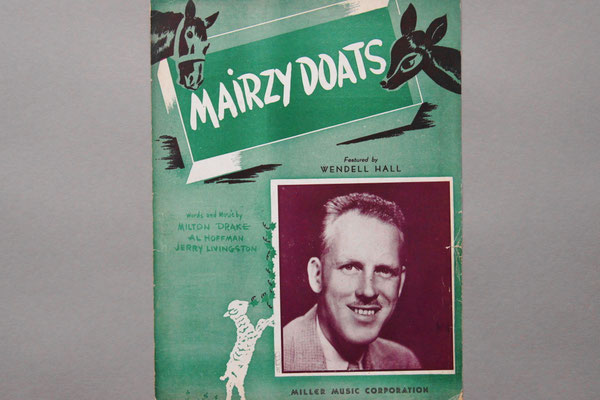 MAIRZY DOATS
Featured by
WENDELL HALL
Words and Music by
MILTON DRAKE
AL HOFFMAN
JERRY LIVINGSTON
MILLER MUSIC CORPORATION